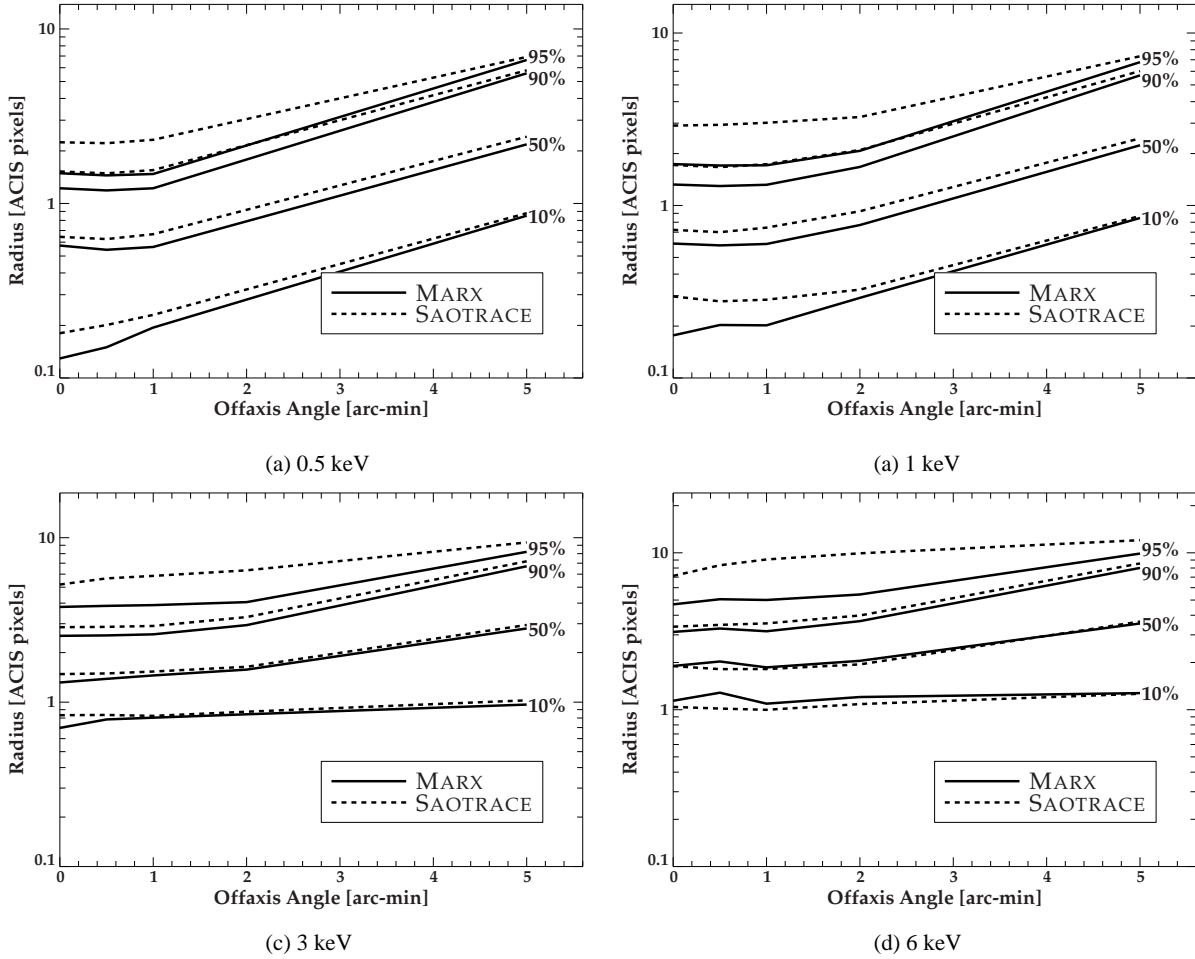 10
1
0.1
Radius [ACIS pixels]
95%
90%
50%
10%
MARX
SAOTRACE
0 1 2 3 4 5
Offaxis Angle [arc-min]
(a) 0.5 keV
10
1
0.1
Radius [ACIS pixels]
95%
90%
50%
10%
MARX
SAOTRACE
0 1 2 3 4 5
Offaxis Angle [arc-min]
(a) 1 keV
10
1
0.1
Radius [ACIS pixels]
95%
90%
50%
10%
MARX
SAOTRACE
0 1 2 3 4 5
Offaxis Angle [arc-min]
(c) 3 keV
10
1
0.1
Radius [ACIS pixels]
95%
90%
50%
10%
MARX
SAOTRACE
0 1 2 3 4 5
Offaxis Angle [arc-min]
(d) 6 keV